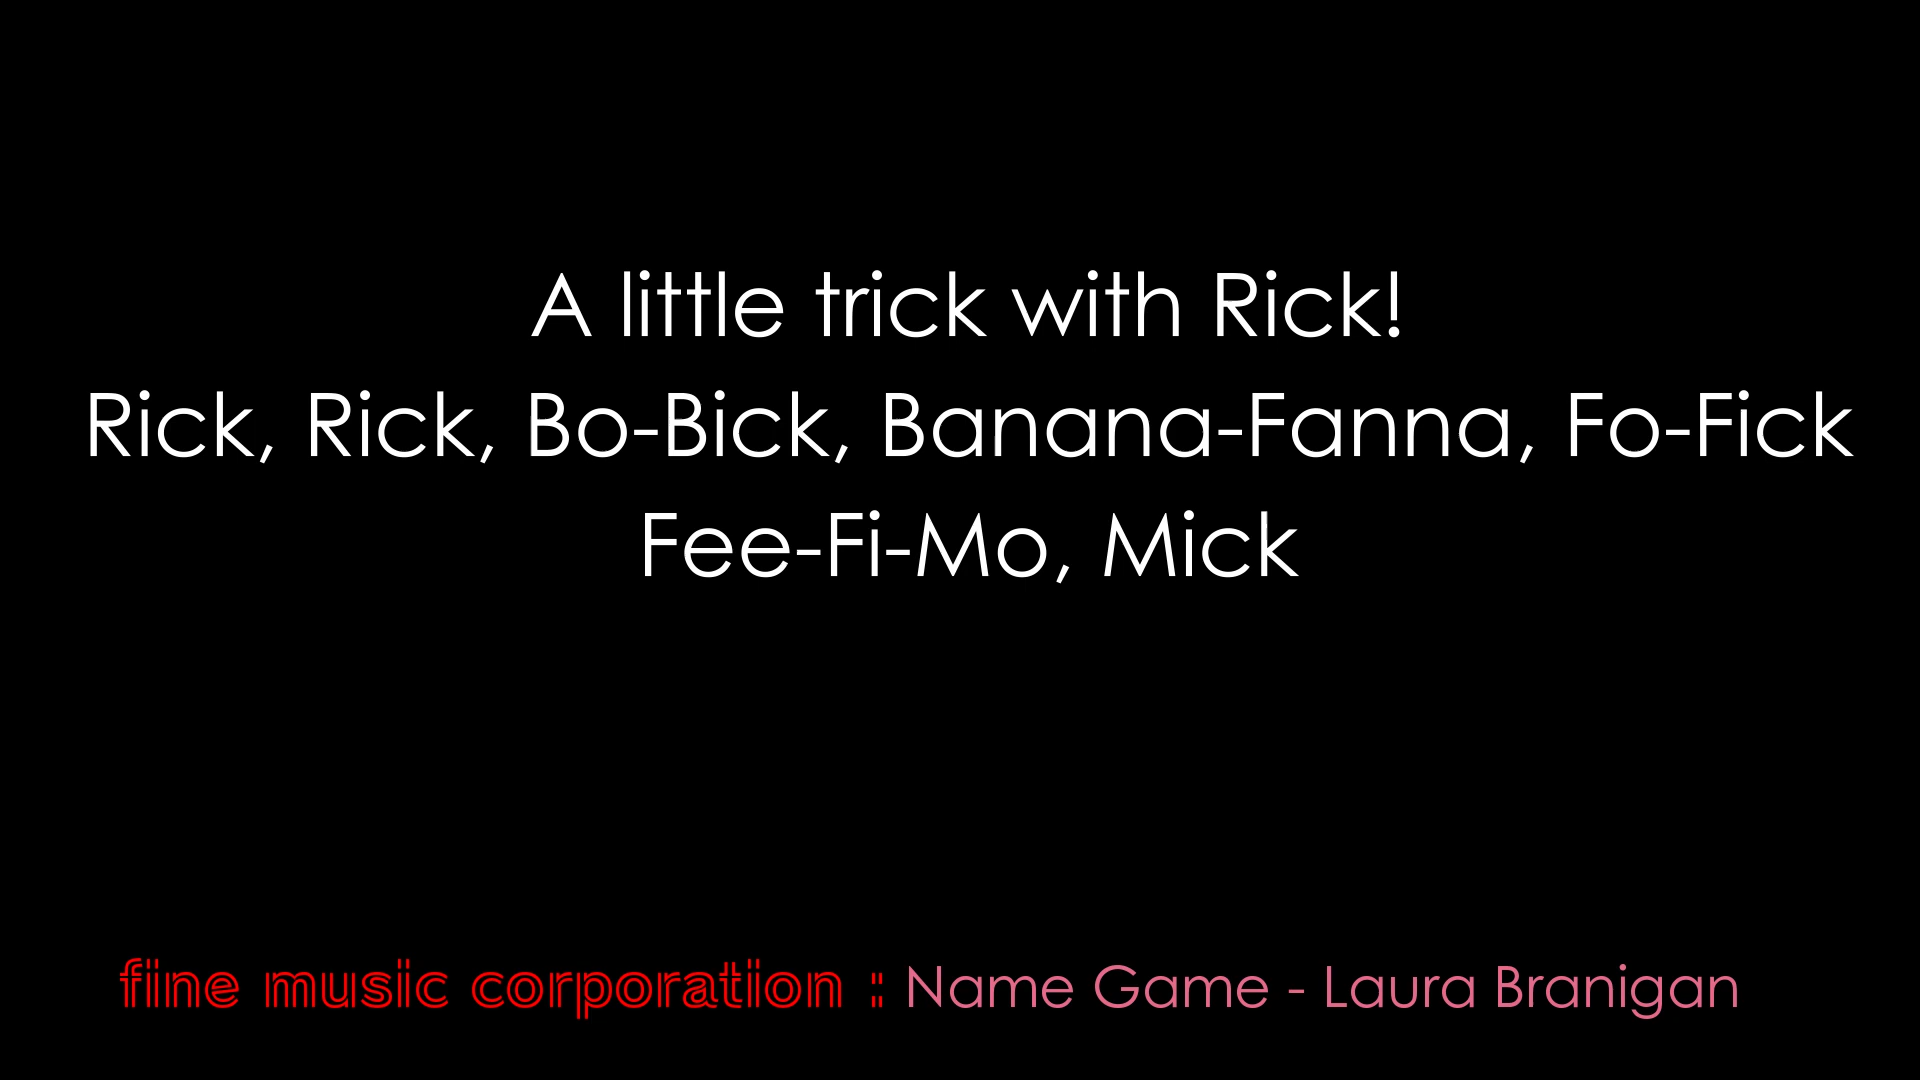 A little trick with Rick!
Rick, Rick, Bo-Bick, Banana-Fanna, Fo-Fick
Fee-Fi-Mo, Mick
fine music corporation : Name Game - Laura Branigan